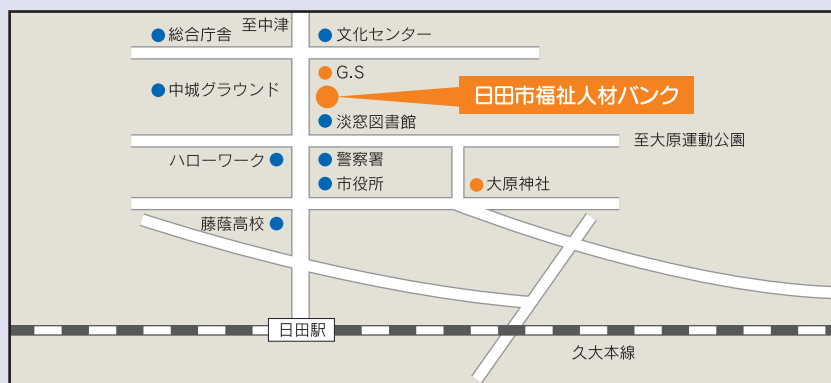 至中津
総合庁舎
文化センター
G.S
中城グラウンド
日田市福祉人材バンク
淡窓図書館
至大原運動公園
ハローワーク
警察署
市役所
大原神社
藤蔭高校
日田駅
久大本線